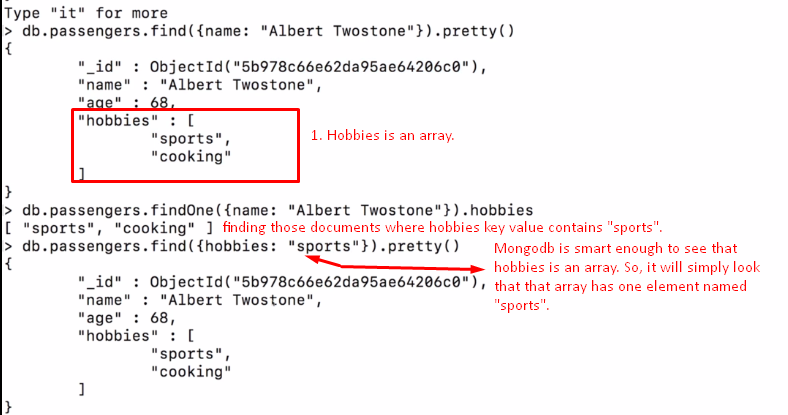 Type "it" for more
> db.passengers.find({name: "Albert Twostone"}).pretty()
{
"_id" : ObjectId("5b978c66e62da95ae64206c0"),
"name" : "Albert Twostone",
"age" : 68,
"hobbies" : [
"sports",
"cooking"
]
}
1. Hobbies is an array.
> db.passengers.findOne({name: "Albert Twostone"}).hobbies
[ "sports", "cooking" ]
finding those documents where hobbies key value contains "sports".
> db.passengers.find({hobbies: "sports"}).pretty()
Mongodb is smart enough to see that
hobbies is an array. So, it will simply look
that that array has one element named
"sports".
{
"_id" : ObjectId("5b978c66e62da95ae64206c0"),
"name" : "Albert Twostone",
"age" : 68,
"hobbies" : [
"sports",
"cooking"
]
}